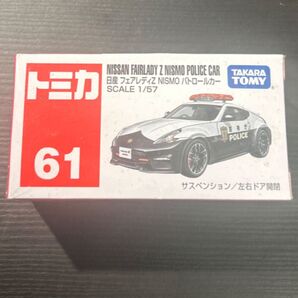 トミカ
61
NISSAN FAIRLADY Z NISMO POLICE CAR
日産 フェアレディZ NISMO パトロールカー
SCALE 1/57
TAKARA
TOMY
POLICE
サスペンション/左右ドア開閉